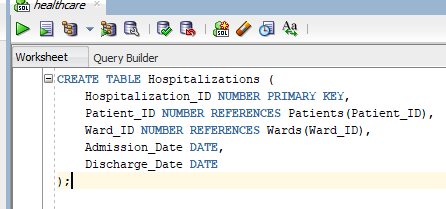 healthcare
SQL
Worksheet
Query Builder
CREATE TABLE Hospitalizations (
Hospitalization_ID NUMBER PRIMARY KEY,
Patient_ID NUMBER REFERENCES Patients(Patient_ID),
Ward_ID NUMBER REFERENCES Wards(Ward_ID),
Admission_Date DATE,
Discharge_Date DATE
);